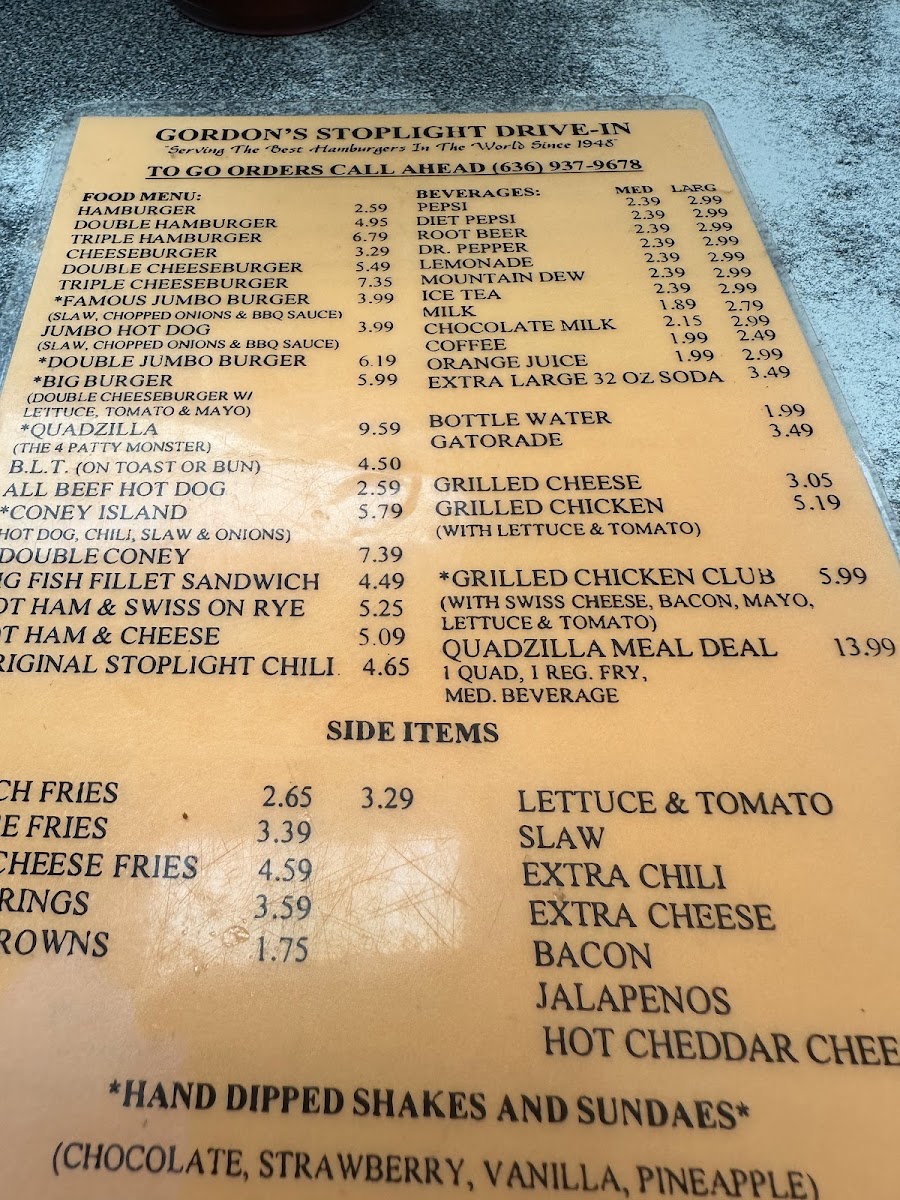 GORDON'S STOPLIGHT DRIVE-IN
"Serving The Best Hamburgers In The World Since 1948"
TO GO ORDERS CALL AHEAD (636) 937-9678
FOOD MENU:
HAMBURGER 2.59
DOUBLE HAMBURGER 4.95
TRIPLE HAMBURGER 6.79
CHEESEBURGER 3.29
DOUBLE CHEESEBURGER 5.49
TRIPLE CHEESEBURGER 7.35
*FAMOUS JUMBO BURGER 3.99
(SLAW, CHOPPED ONIONS & BBQ SAUCE)
JUMBO HOT DOG 3.99
(SLAW, CHOPPED ONIONS & BBQ SAUCE)
*DOUBLE JUMBO BURGER 6.19
*BIG BURGER 5.99
(DOUBLE CHEESEBURGER W/
LETTUCE, TOMATO & MAYO)
*QUADZILLA 9.59
(THE 4 PATTY MONSTER)
B.L.T. (ON TOAST OR BUN) 4.50
ALL BEEF HOT DOG 2.59
*CONEY ISLAND 5.79
HOT DOG, CHILI, SLAW & ONIONS)
DOUBLE CONEY 7.39
IG FISH FILLET SANDWICH 4.49
OT HAM & SWISS ON RYE 5.25
OT HAM & CHEESE 5.09
RIGINAL STOPLIGHT CHILI 4.65
BEVERAGES: MED LARG
PEPSI 2.39 2.99
DIET PEPSI 2.39 2.99
ROOT BEER 2.39 2.99
DR. PEPPER 2.39 2.99
LEMONADE 2.39 2.99
MOUNTAIN DEW 2.39 2.99
ICE TEA 2.39 2.99
MILK 1.89 2.79
CHOCOLATE MILK 2.15 2.99
COFFEE 1.99 2.49
ORANGE JUICE 1.99 2.99
EXTRA LARGE 32 OZ SODA 3.49
BOTTLE WATER 1.99
GATORADE 3.49
GRILLED CHEESE 3.05
GRILLED CHICKEN 5.19
(WITH LETTUCE & TOMATO)
*GRILLED CHICKEN CLUB 5.99
(WITH SWISS CHEESE, BACON, MAYO,
LETTUCE & TOMATO)
QUADZILLA MEAL DEAL 13.99
1 QUAD, 1 REG. FRY,
MED. BEVERAGE
SIDE ITEMS
CH FRIES 2.65 3.29
E FRIES 3.39
CHEESE FRIES 4.59
RINGS 3.59
ROWNS 1.75
LETTUCE & TOMATO
SLAW
EXTRA CHILI
EXTRA CHEESE
BACON
JALAPENOS
HOT CHEDDAR CHEE
*HAND DIPPED SHAKES AND SUNDAES*
(CHOCOLATE, STRAWBERRY, VANILLA, PINEAPPLE)